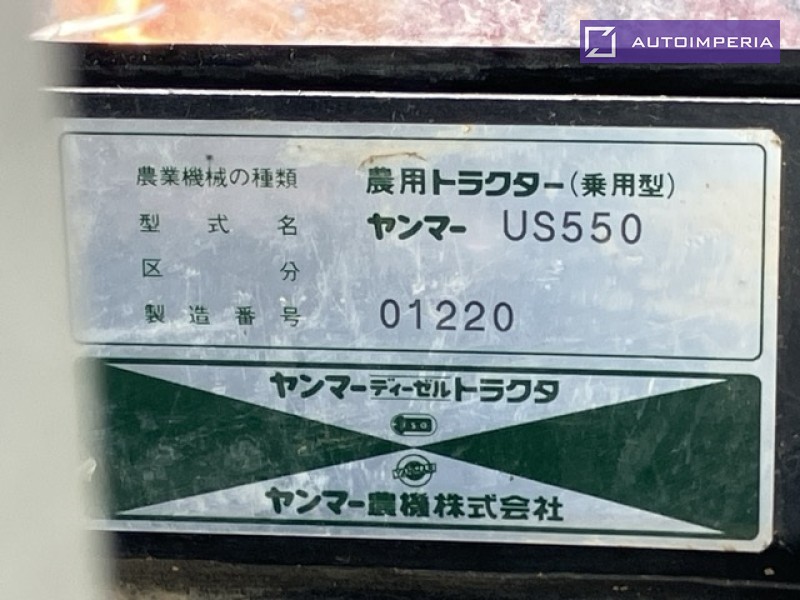 AUTOIMPERIA
農業機械の種類 農用トラクター(乗用型)
型式名 ヤンマー US550
区分
製造番号 01220
ヤンマーディーゼルトラクタ
ISO
YANMAR
ヤンマー農機株式会社